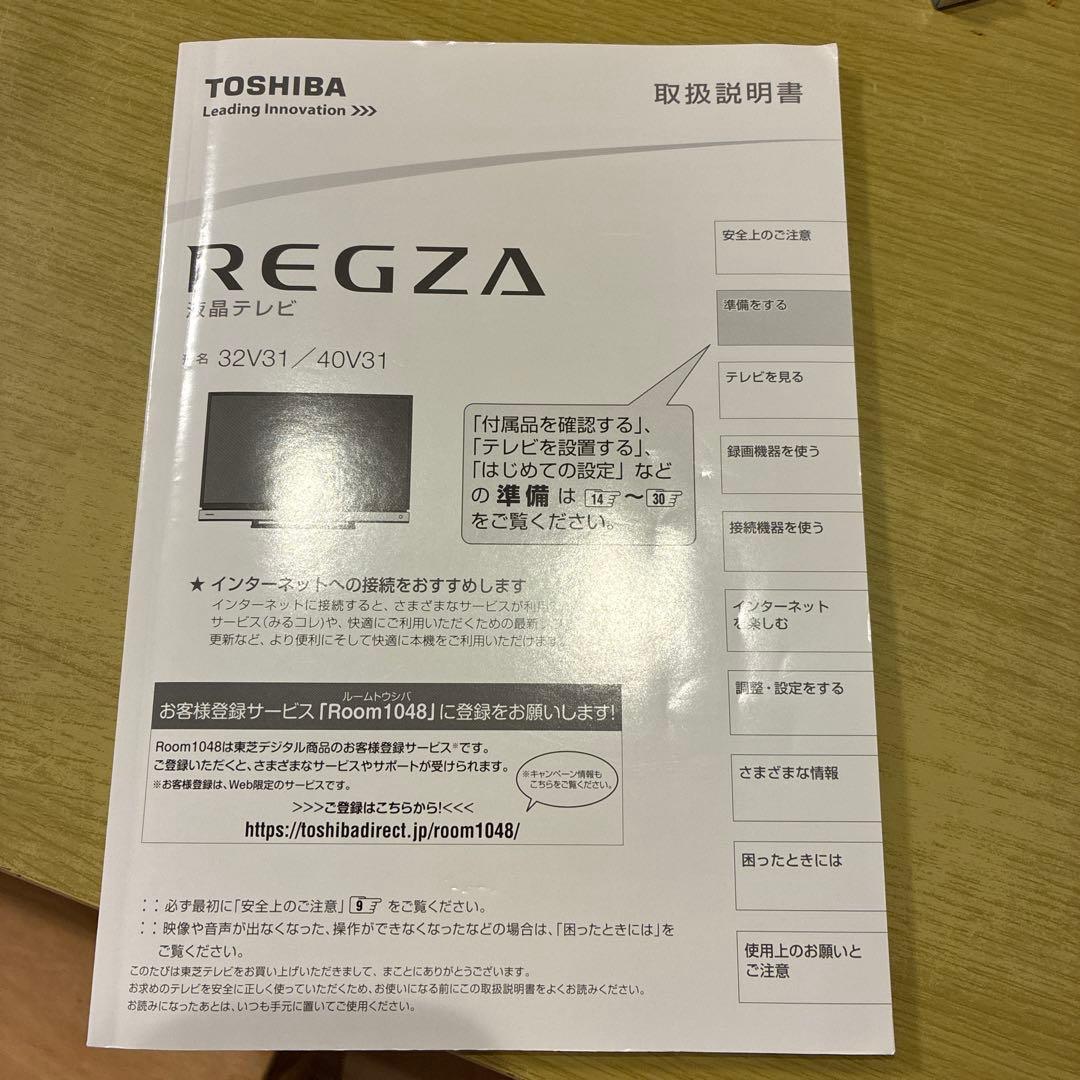 TOSHIBA
Leading Innovation >>>
取扱説明書
REGZA
液晶テレビ
名 32V31/40V31
「付属品を確認する」、
「テレビを設置する」、
「はじめての設定」など
の 準備 は 14 ～ 30
をご覧ください。
安全上のご注意
準備をする
テレビを見る
録画機器を使う
接続機器を使う
インターネット
を楽しむ
調整・設定をする
さまざまな情報
困ったときには
使用上のお願いと
ご注意
★ インターネットへの接続をおすすめします
インターネットに接続すると、さまざまなサービスが利用
サービス(みるコレ)や、快適にご利用いただくための最新
更新など、より便利にそして快適に本機をご利用いただけます。
ルームトウシバ
お客様登録サービス「Room1048」に登録をお願いします!
Room1048は東芝デジタル商品のお客様登録サービス※です。
ご登録いただくと、さまざまなサービスやサポートが受けられます。
※お客様登録は、Web限定のサービスです。
※キャンペーン情報も
こちらをご覧ください。
>>>ご登録はこちらから!<<<
https://toshibadirect.jp/room1048/
：：必ず最初に「安全上のご注意」 9 をご覧ください。
：：映像や音声が出なくなった、操作ができなくなったなどの場合は、「困ったときには」を
ご覧ください。
このたびは東芝テレビをお買い上げいただきまして、まことにありがとうございます。
お求めのテレビを安全に正しく使っていただくため、お使いになる前にこの取扱説明書をよくお読みください。
お読みになったあとは、いつも手元に置いてご使用ください。